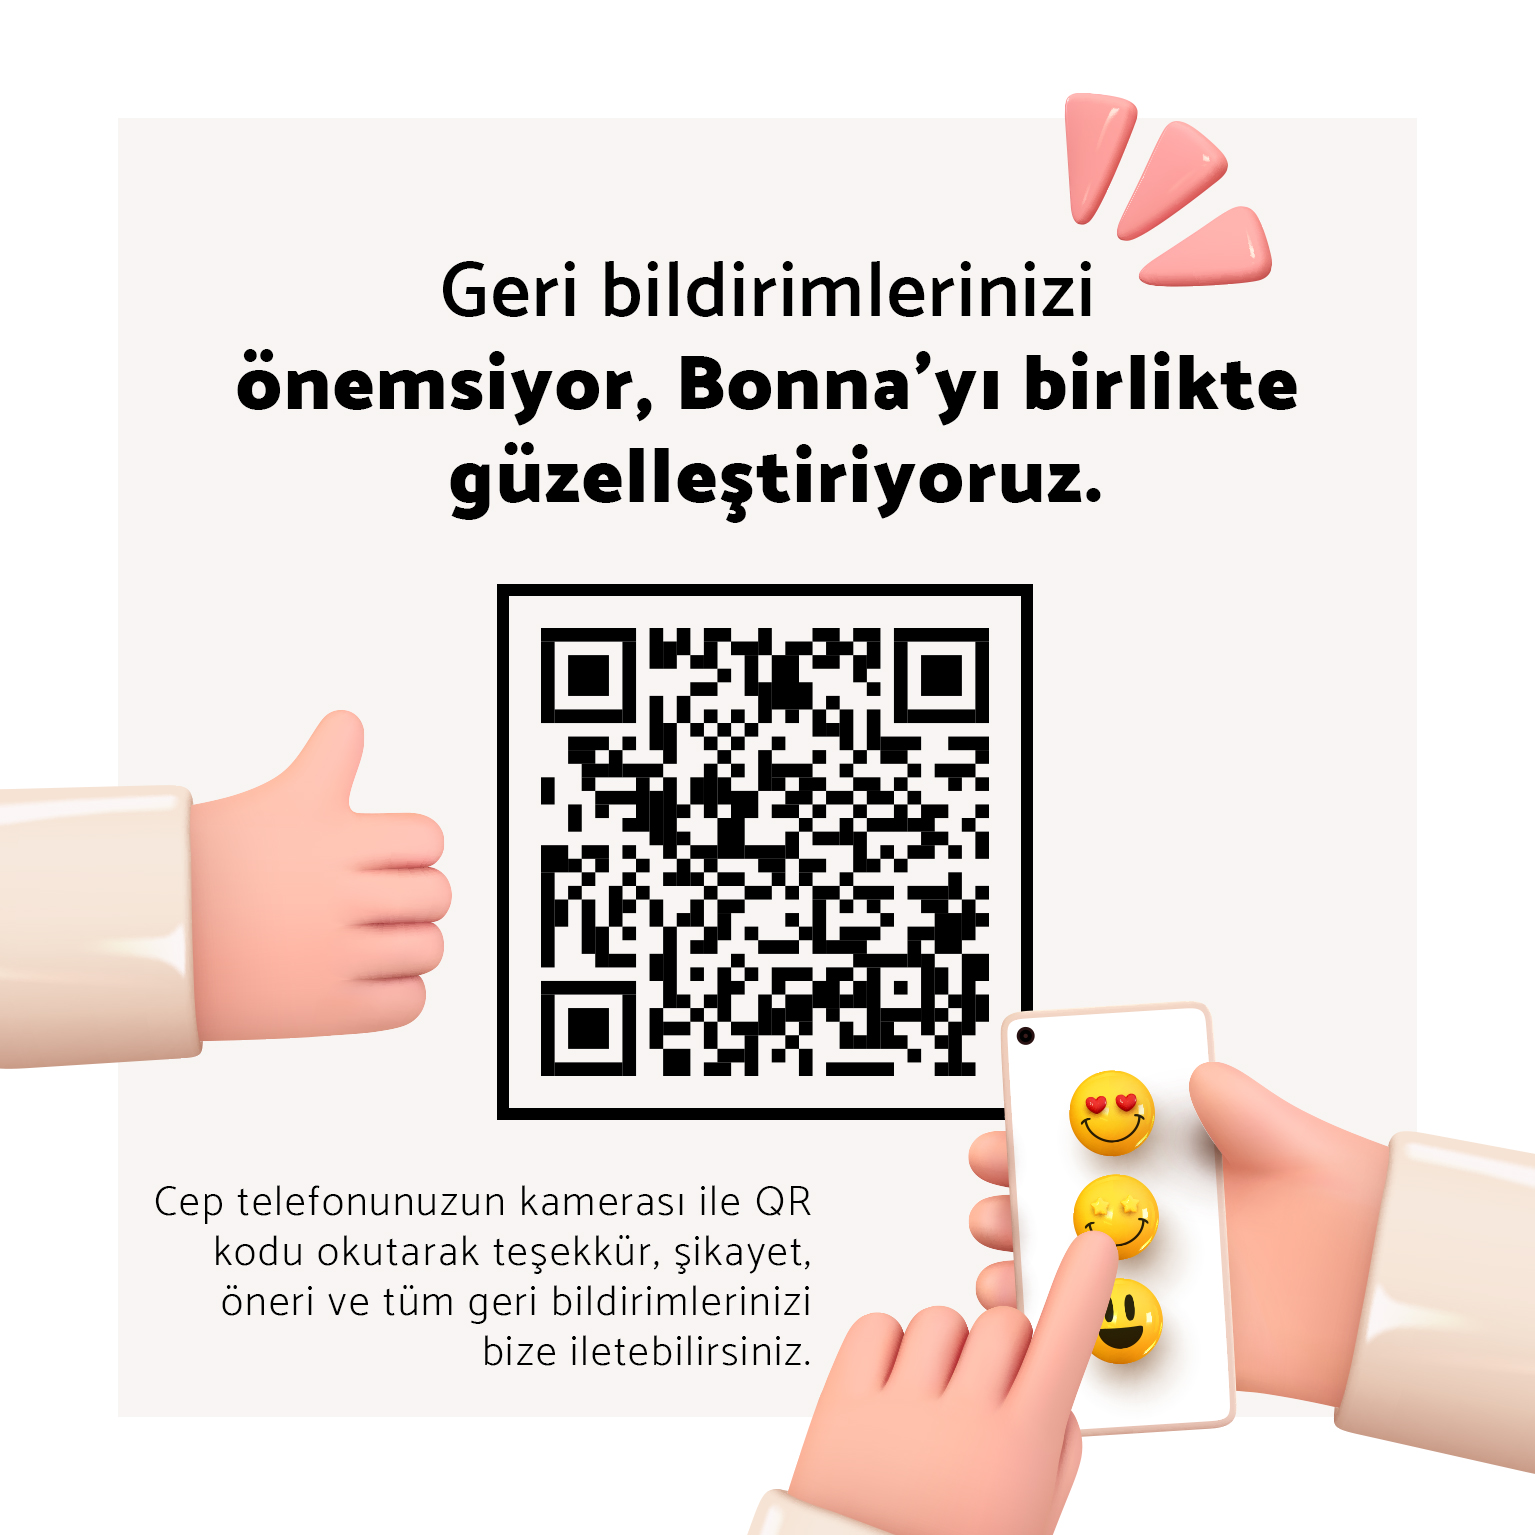 Geri bildirimlerinizi
önemsiyor, Bonna’yı birlikte
güzelleştiriyoruz.
Cep telefonunuzun kamerası ile QR
kodu okutarak teşekkür, şikayet,
öneri ve tüm geri bildirimlerinizi
bize iletebilirsiniz.